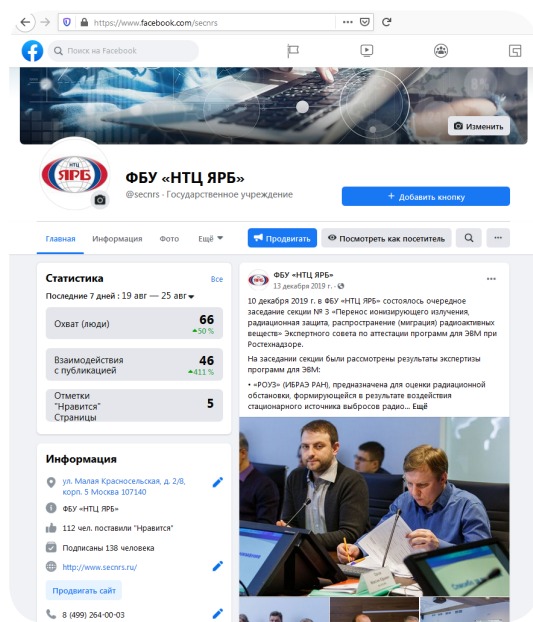 https://www.facebook.com/secnrs
Поиск на Facebook
Изменить
НТЦ
ЯРБ
ФБУ «НТЦ ЯРБ»
@secnrs · Государственное учреждение
+ Добавить кнопку
Главная Информация Фото Ещё
Продвигать Посмотреть как посетитель
Статистика Все
Последние 7 дней : 19 авг — 25 авг
Охват (люди) 66
50 %
Взаимодействия 46
с публикацией 411 %
Отметки
"Нравится" 5
Страницы
Информация
ул. Малая Красносельская, д. 2/8,
корп. 5 Москва 107140
ФБУ «НТЦ ЯРБ»
112 чел. поставили "Нравится"
Подписаны 138 человека
http://www.secnrs.ru/
Продвигать сайт
8 (499) 264-00-03
ФБУ «НТЦ ЯРБ»
13 декабря 2019 г. ·
10 декабря 2019 г. в ФБУ «НТЦ ЯРБ» состоялось очередное
заседание секции № 3 «Перенос ионизирующего излучения,
радиационная защита, распространение (миграция) радиоактивных
веществ» Экспертного совета по аттестации программ для ЭВМ при
Ростехнадзоре.
На заседании секции были рассмотрены результаты экспертизы
программ для ЭВМ:
• «РОУЗ» (ИБРАЭ РАН), предназначена для оценки радиационной
обстановки, формирующейся в результате воздействия
стационарного источника выбросов радио... Ещё